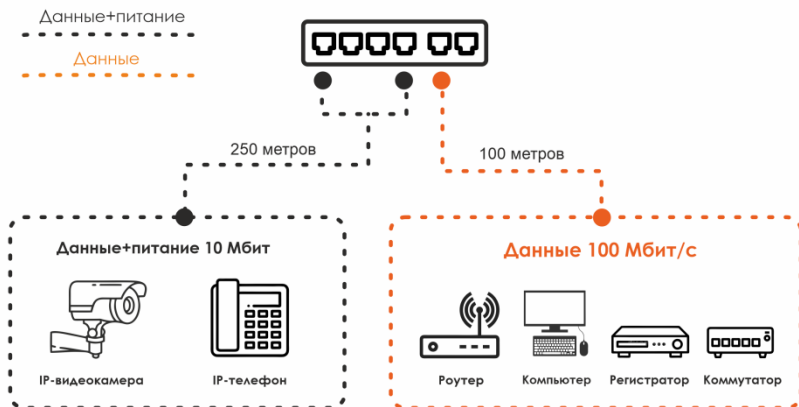 Данные+питание
Данные
250 метров
100 метров
Данные+питание 10 Мбит
Данные 100 Мбит/с
IP-видеокамера
IP-телефон
Роутер
Компьютер
Регистратор
Коммутатор